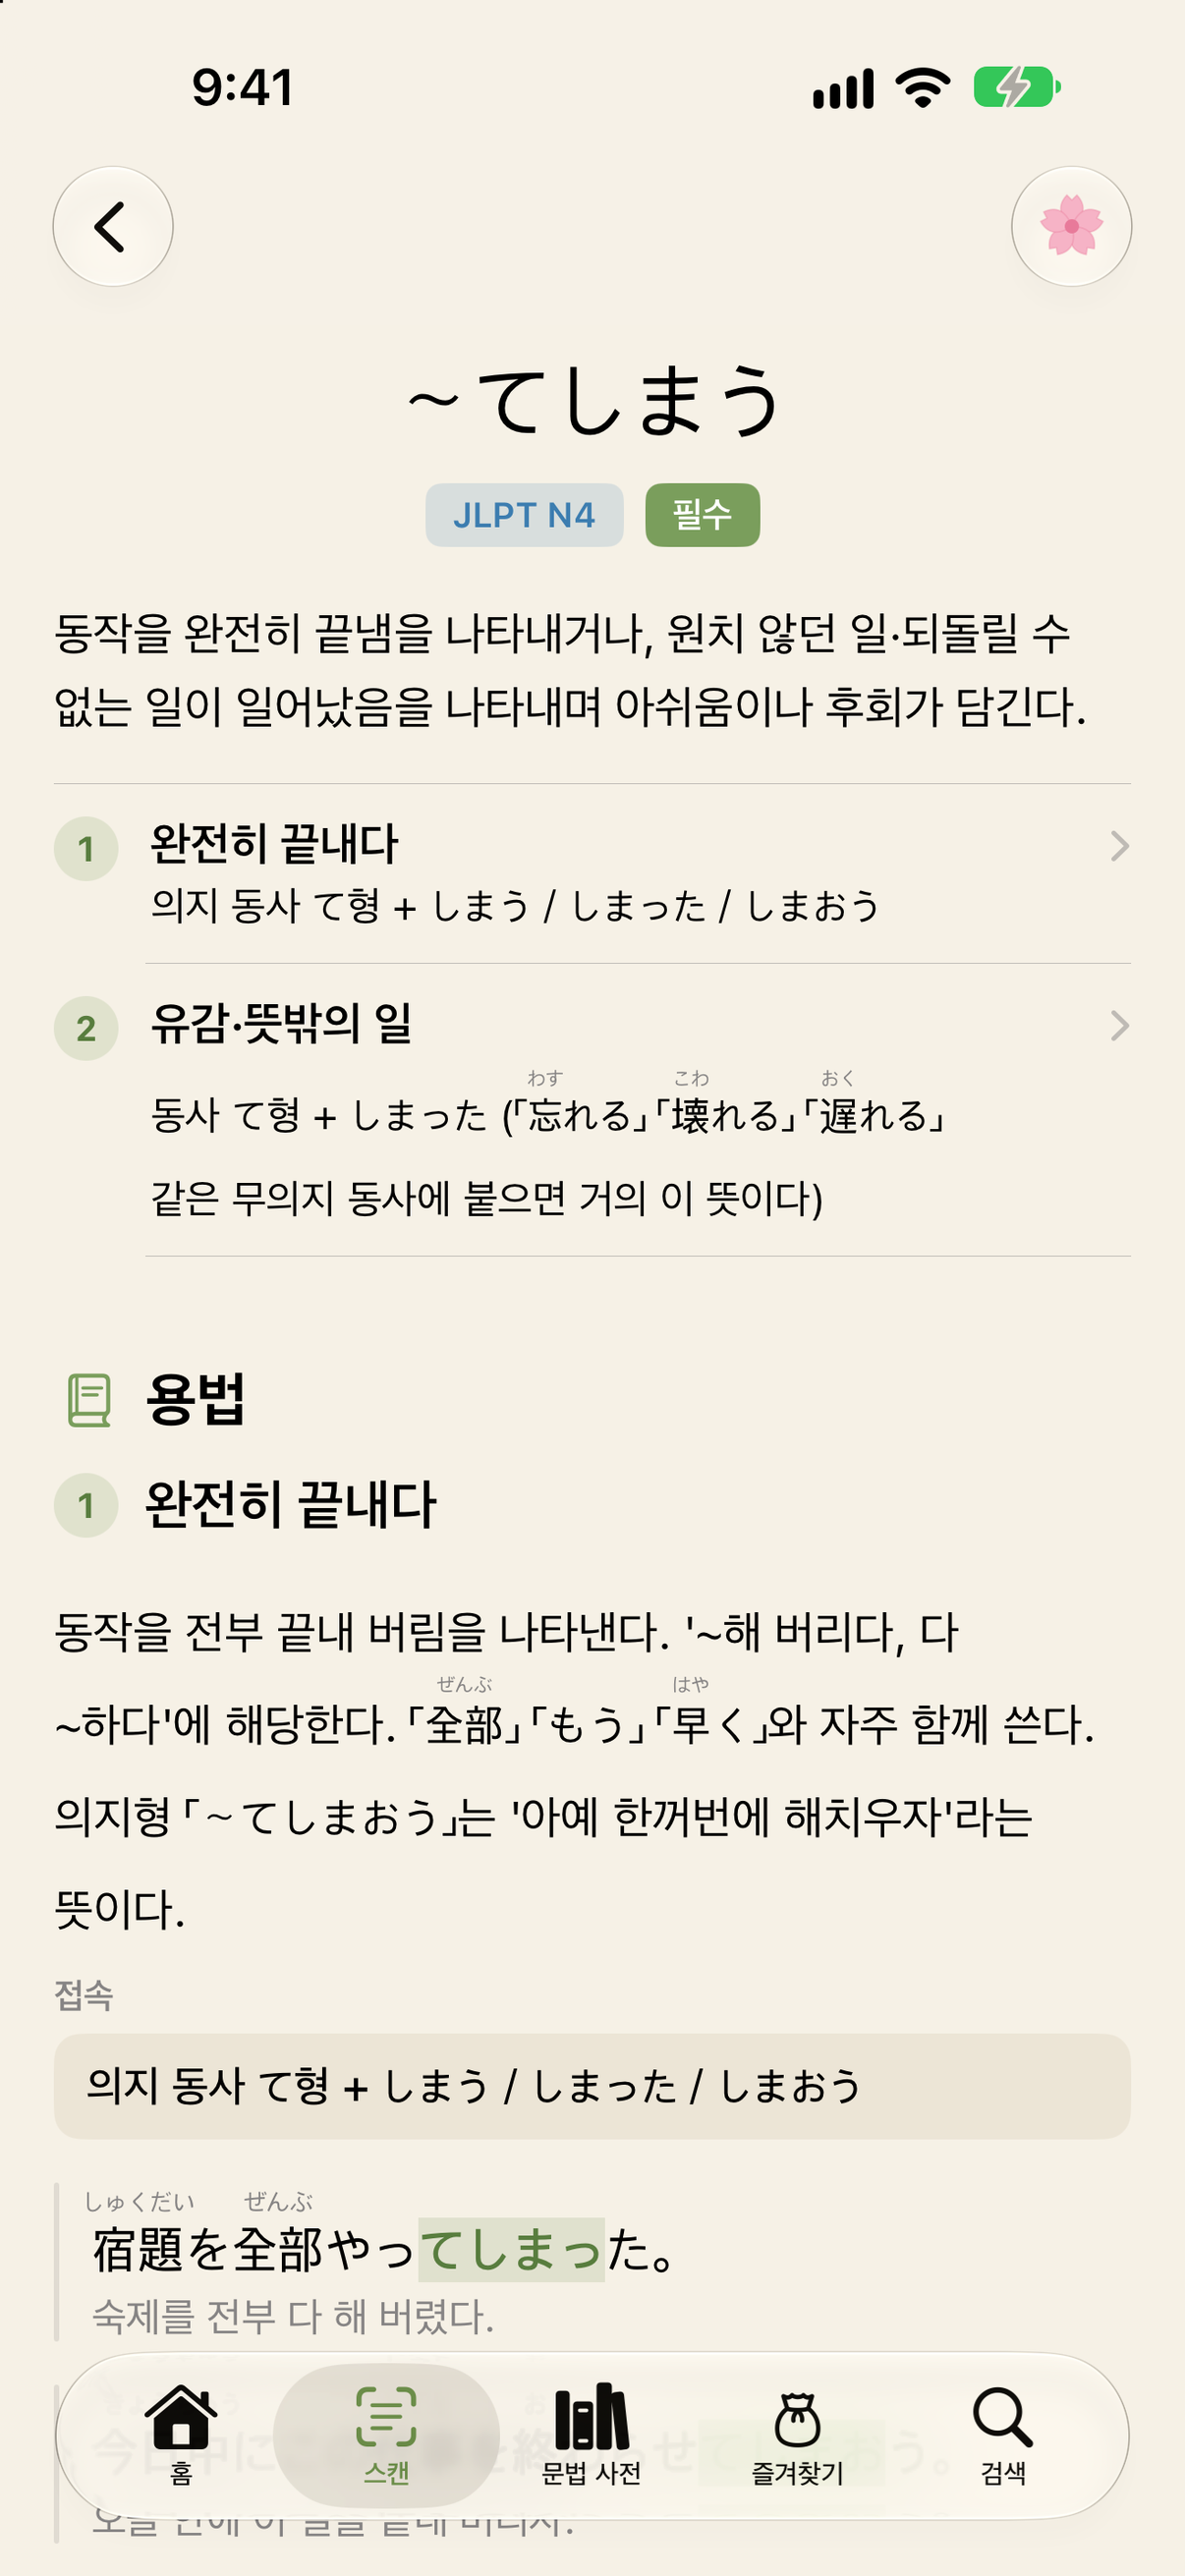 9:41
～てしまう
JLPT N4 필수
동작을 완전히 끝냄을 나타내거나, 원치 않던 일·되돌릴 수
없는 일이 일어났음을 나타내며 아쉬움이나 후회가 담긴다.
1 완전히 끝내다
의지 동사 て형 + しまう / しまった / しまおう
2 유감·뜻밖의 일
わす こわ おく
동사 て형 + しまった (「忘れる」「壊れる」「遅れる」
같은 무의지 동사에 붙으면 거의 이 뜻이다)
용법
1 완전히 끝내다
동작을 전부 끝내 버림을 나타낸다. '~해 버리다, 다
ぜんぶ はや
~하다'에 해당한다. 「全部」「もう」「早く」와 자주 함께 쓴다.
의지형 「～てしまおう」는 '아예 한꺼번에 해치우자'라는
뜻이다.
접속
의지 동사 て형 + しまう / しまった / しまおう
しゅくだい ぜんぶ
宿題を全部やってしまった。
숙제를 전부 다 해 버렸다.
홈 스캔 문법 사전 즐겨찾기 검색